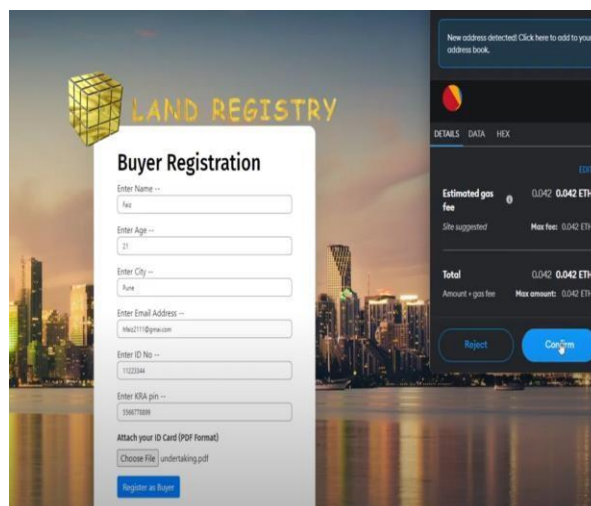 LAND REGISTRY
Buyer Registration
Enter Name --
Faiz
Enter Age --
21
Enter City --
Pune
Enter Email Address --
hfaiz2111@gmai.com
Enter ID No --
11223344
Enter KRA pin --
5566778899
Attach your ID Card (PDF Format)
Choose File undertaking.pdf
Register as Buyer
New address detected! Click here to add to your
address book.
DETAILS DATA HEX
EDIT
Estimated gas 0.042 0.042 ETH
fee
Site suggested Max fee: 0.042 ETH
Total 0.042 0.042 ETH
Amount + gas fee Max amount: 0.042 ETH
Reject Confirm